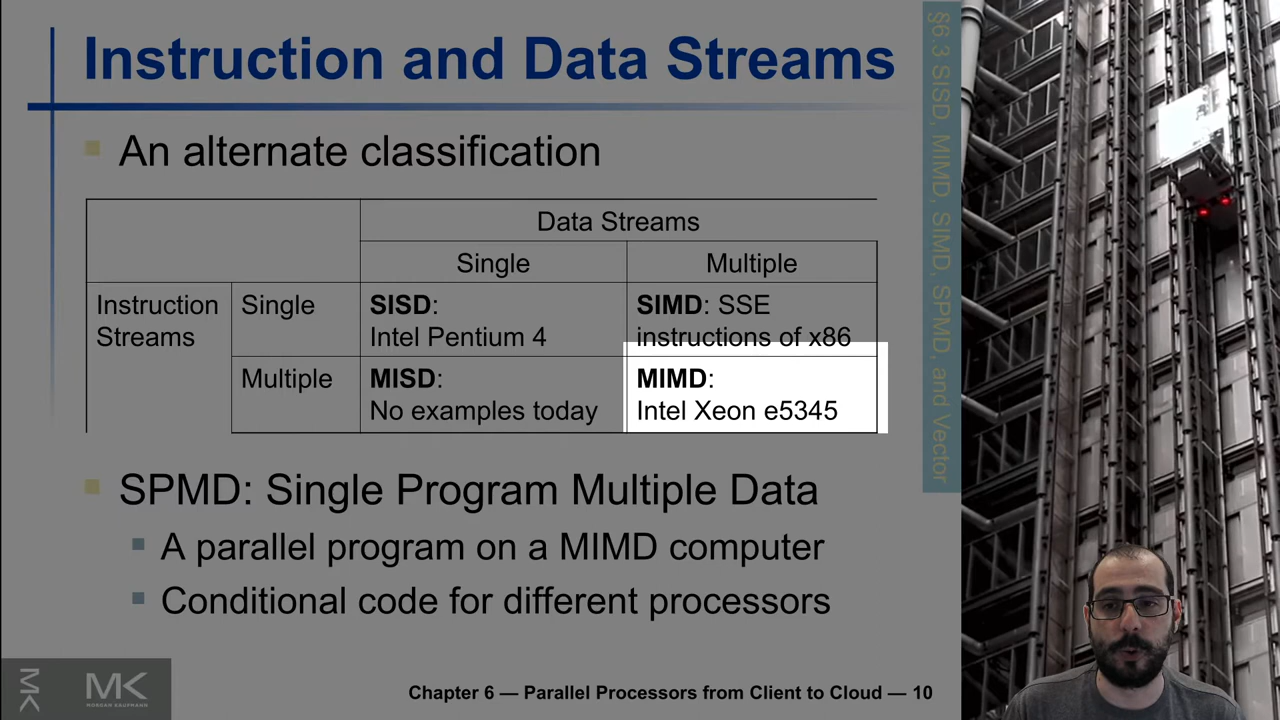 Instruction and Data Streams
An alternate classification
Data Streams
Single Multiple
Instruction Streams Single SISD: Intel Pentium 4 SIMD: SSE instructions of x86
Multiple MISD: No examples today MIMD: Intel Xeon e5345
SPMD: Single Program Multiple Data
A parallel program on a MIMD computer
Conditional code for different processors
§6.3 SISD, MIMD, SIMD, SPMD, and Vector
MK
MK
MORGAN KAUFMANN
Chapter 6 — Parallel Processors from Client to Cloud — 10